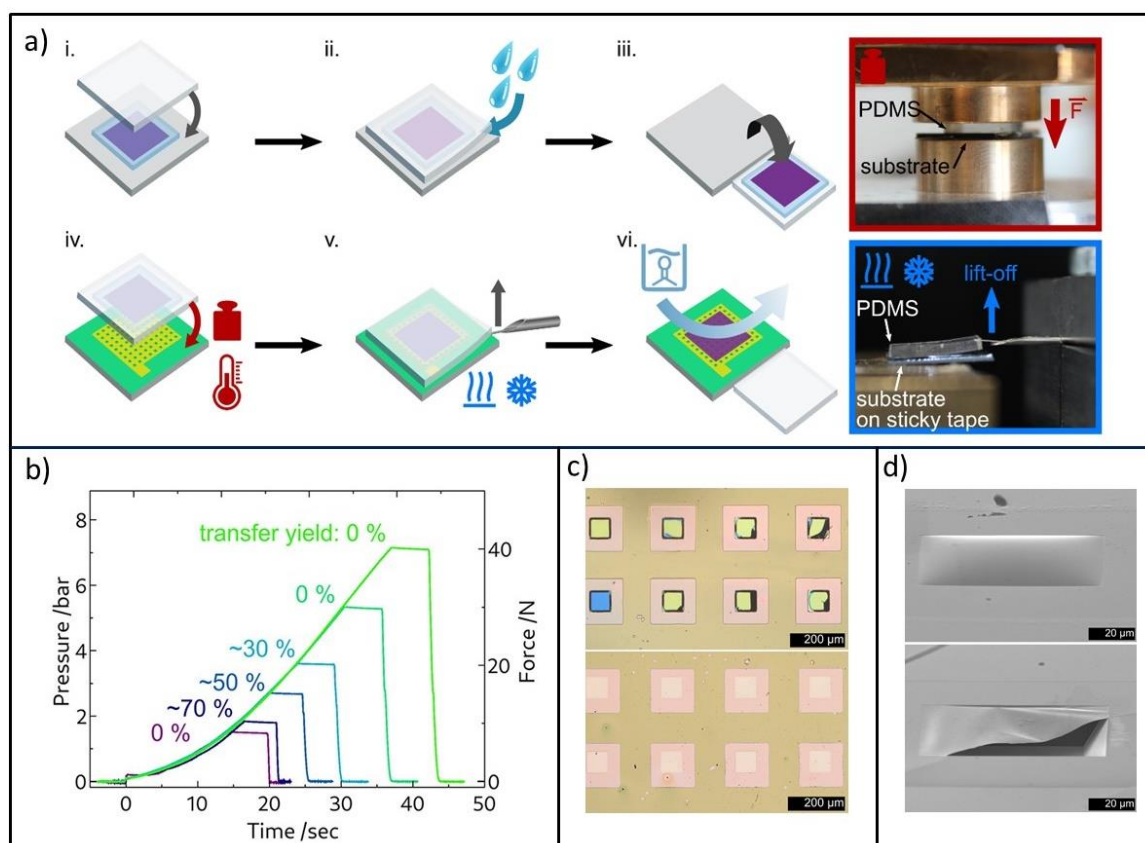 a)
i.
ii.
iii.
PDMS
F
substrate
iv.
v.
vi.
lift-off
PDMS
substrate
on sticky tape
b)
transfer yield: 0 %
0 %
~30 %
~50 %
~70 %
0 %
Pressure /bar
8
6
4
2
0
Force /N
40
20
0
0
10
20
30
40
50
Time /sec
c)
200 µm
200 µm
d)
20 µm
20 µm